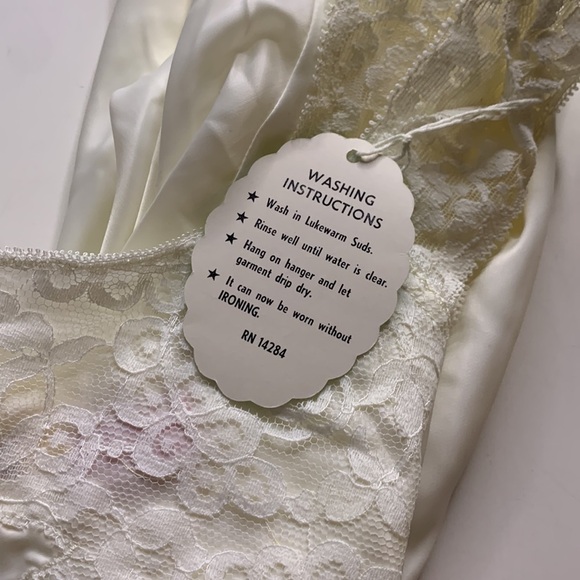 WASHING
INSTRUCTIONS
★ Wash in Lukewarm Suds.
★ Rinse well until water is clear.
★ Hang on hanger and let
garment drip dry.
★ It can now be worn without
IRONING.
RN 14284